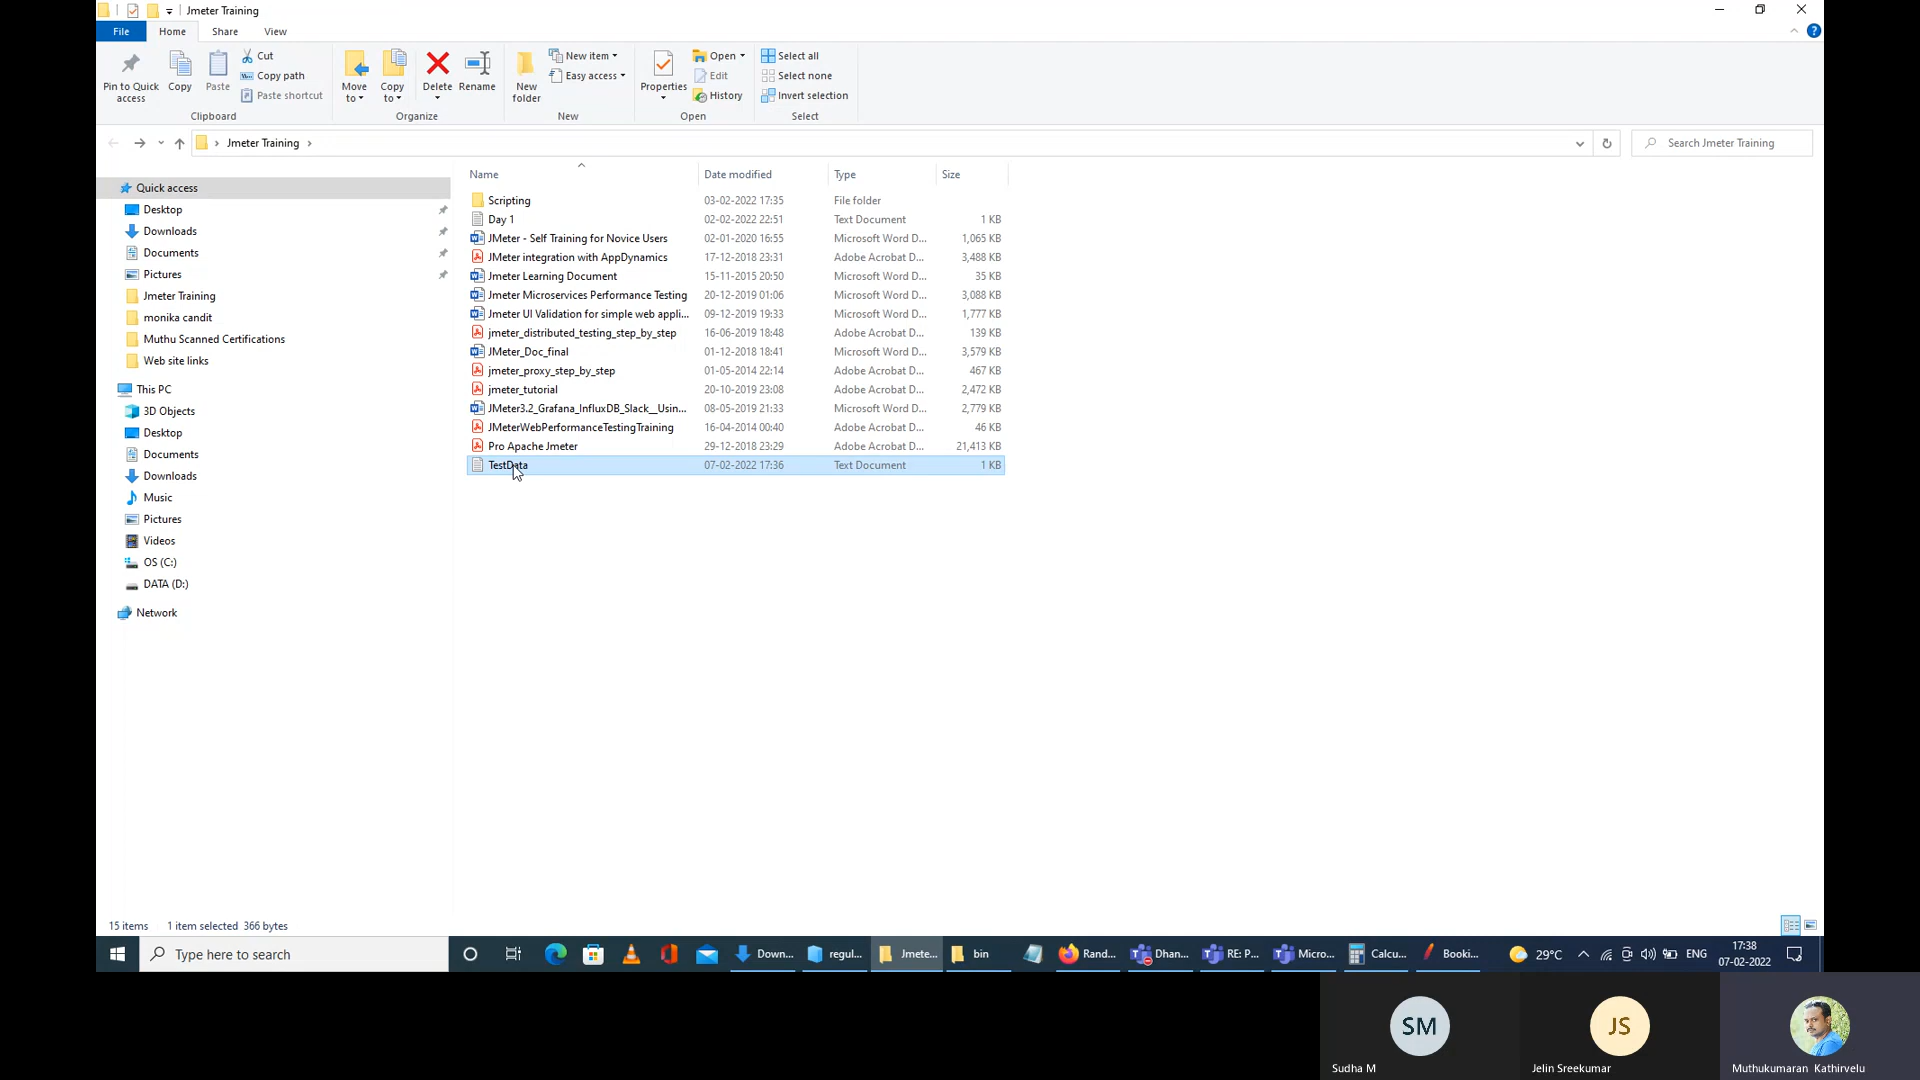 Jmeter Training
File Home Share View
Pin to Quick access
Copy
Paste
Cut
Copy path
Paste shortcut
Clipboard
Move to
Copy to
Delete
Rename
Organize
New folder
New item
Easy access
New
Properties
Open
Edit
History
Open
Select all
Select none
Invert selection
Select
Jmeter Training
Search Jmeter Training
Quick access
Desktop
Downloads
Documents
Pictures
Jmeter Training
monika candit
Muthu Scanned Certifications
Web site links
This PC
3D Objects
Desktop
Documents
Downloads
Music
Pictures
Videos
OS (C:)
DATA (D:)
Network
Name Date modified Type Size
Scripting 03-02-2022 17:35 File folder
Day 1 02-02-2022 22:51 Text Document 1 KB
JMeter - Self Training for Novice Users 02-01-2020 16:55 Microsoft Word D... 1,065 KB
JMeter integration with AppDynamics 17-12-2018 23:31 Adobe Acrobat D... 3,488 KB
Jmeter Learning Document 15-11-2015 20:50 Microsoft Word D... 35 KB
Jmeter Microservices Performance Testing 20-12-2019 01:06 Microsoft Word D... 3,088 KB
Jmeter UI Validation for simple web appli... 09-12-2019 19:33 Microsoft Word D... 1,777 KB
jmeter_distributed_testing_step_by_step 16-06-2019 18:48 Adobe Acrobat D... 139 KB
JMeter_Doc_final 01-12-2018 18:41 Microsoft Word D... 3,579 KB
jmeter_proxy_step_by_step 01-05-2014 22:14 Adobe Acrobat D... 467 KB
jmeter_tutorial 20-10-2019 23:08 Adobe Acrobat D... 2,472 KB
JMeter3.2_Grafana_InfluxDB_Slack__Usin... 08-05-2019 21:33 Microsoft Word D... 2,779 KB
JMeterWebPerformanceTestingTraining 16-04-2014 00:40 Adobe Acrobat D... 46 KB
Pro Apache Jmeter 29-12-2018 23:29 Adobe Acrobat D... 21,413 KB
TestData 07-02-2022 17:36 Text Document 1 KB
15 items 1 item selected 366 bytes
Type here to search
Down... regul... Jmete... bin Rand... Dhan... RE: P... Micro... Calcu... Booki...
29°C ENG 17:38
07-02-2022
SM JS
Sudha M Jelin Sreekumar Muthukumaran Kathirvelu